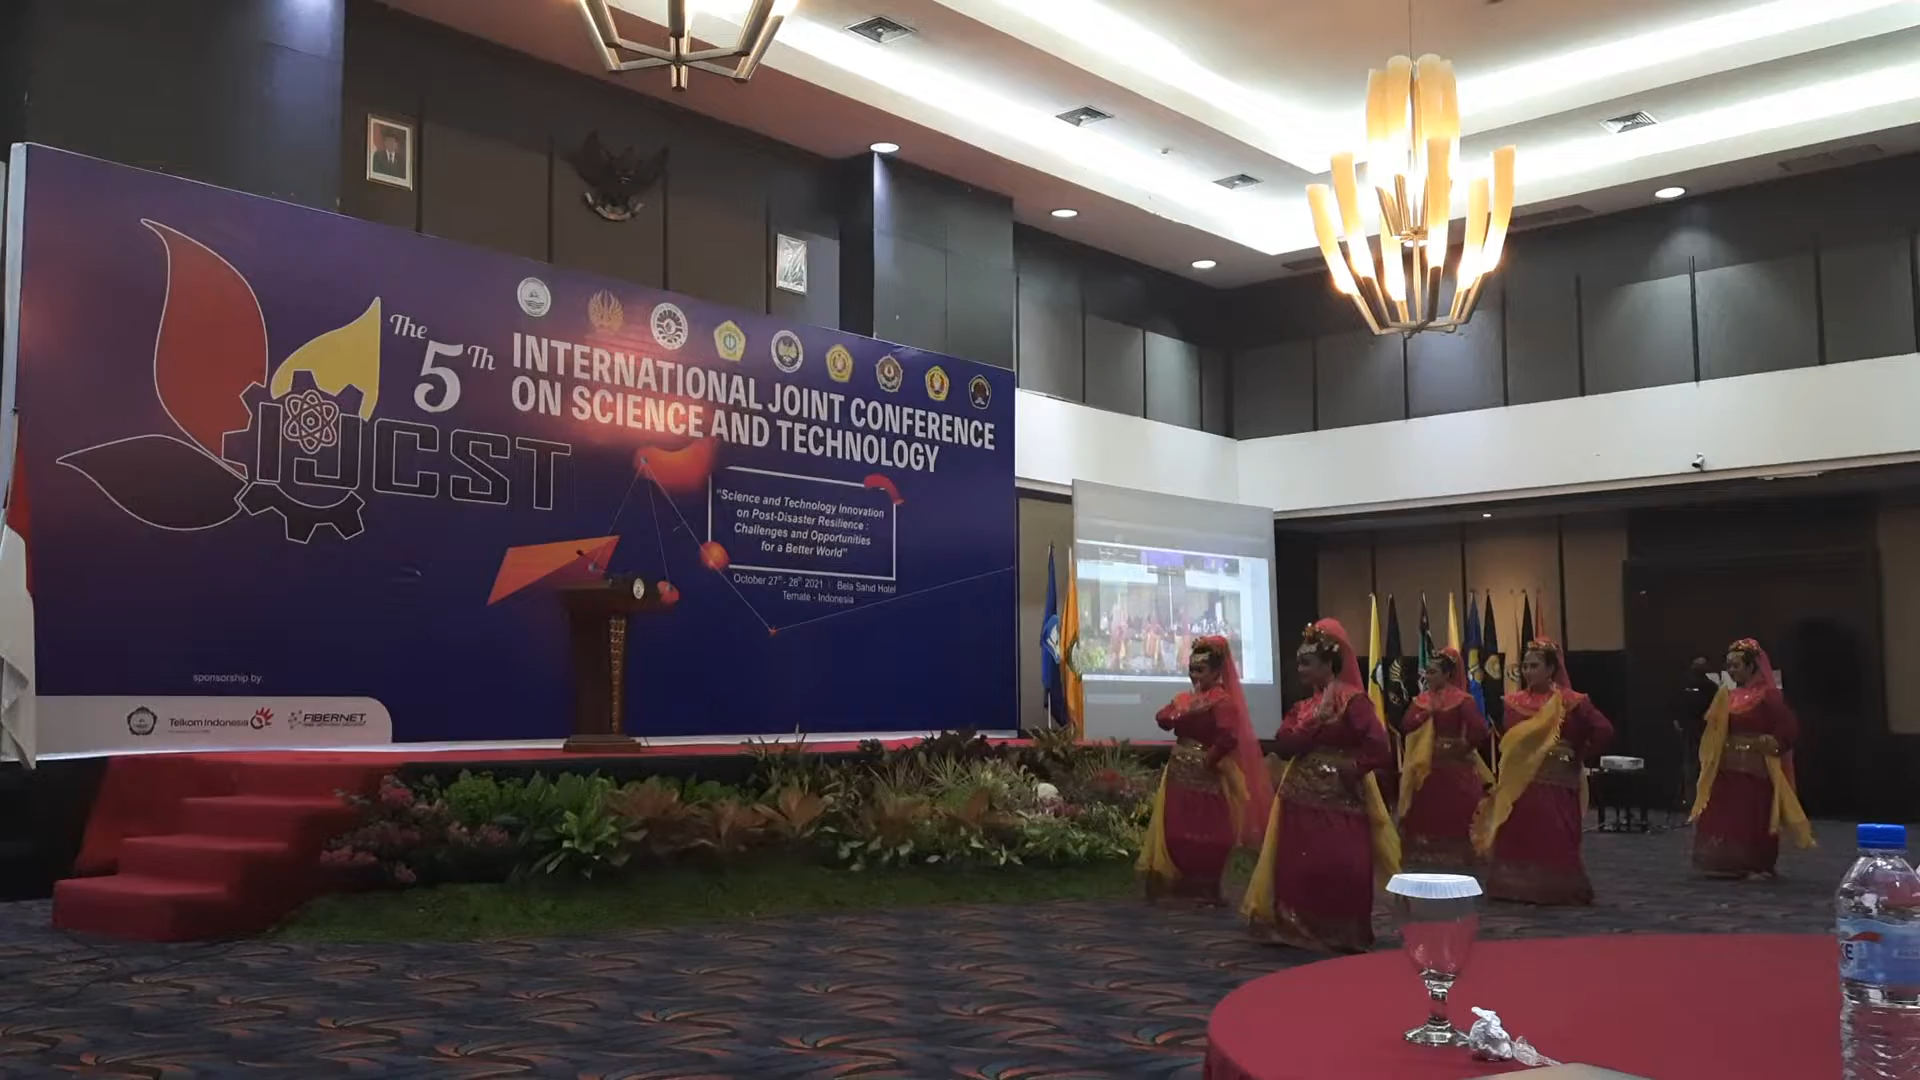 The 5Th
INTERNATIONAL JOINT CONFERENCE
ON SCIENCE AND TECHNOLOGY
IJCST
"Science and Technology Innovation
on Post-Disaster Resilience :
Challenges and Opportunities
for a Better World"
October 27th - 28th 2021 | Bela Sahid Hotel
Ternate - Indonesia
sponsorship by:
Telkom Indonesia
FIBERNET